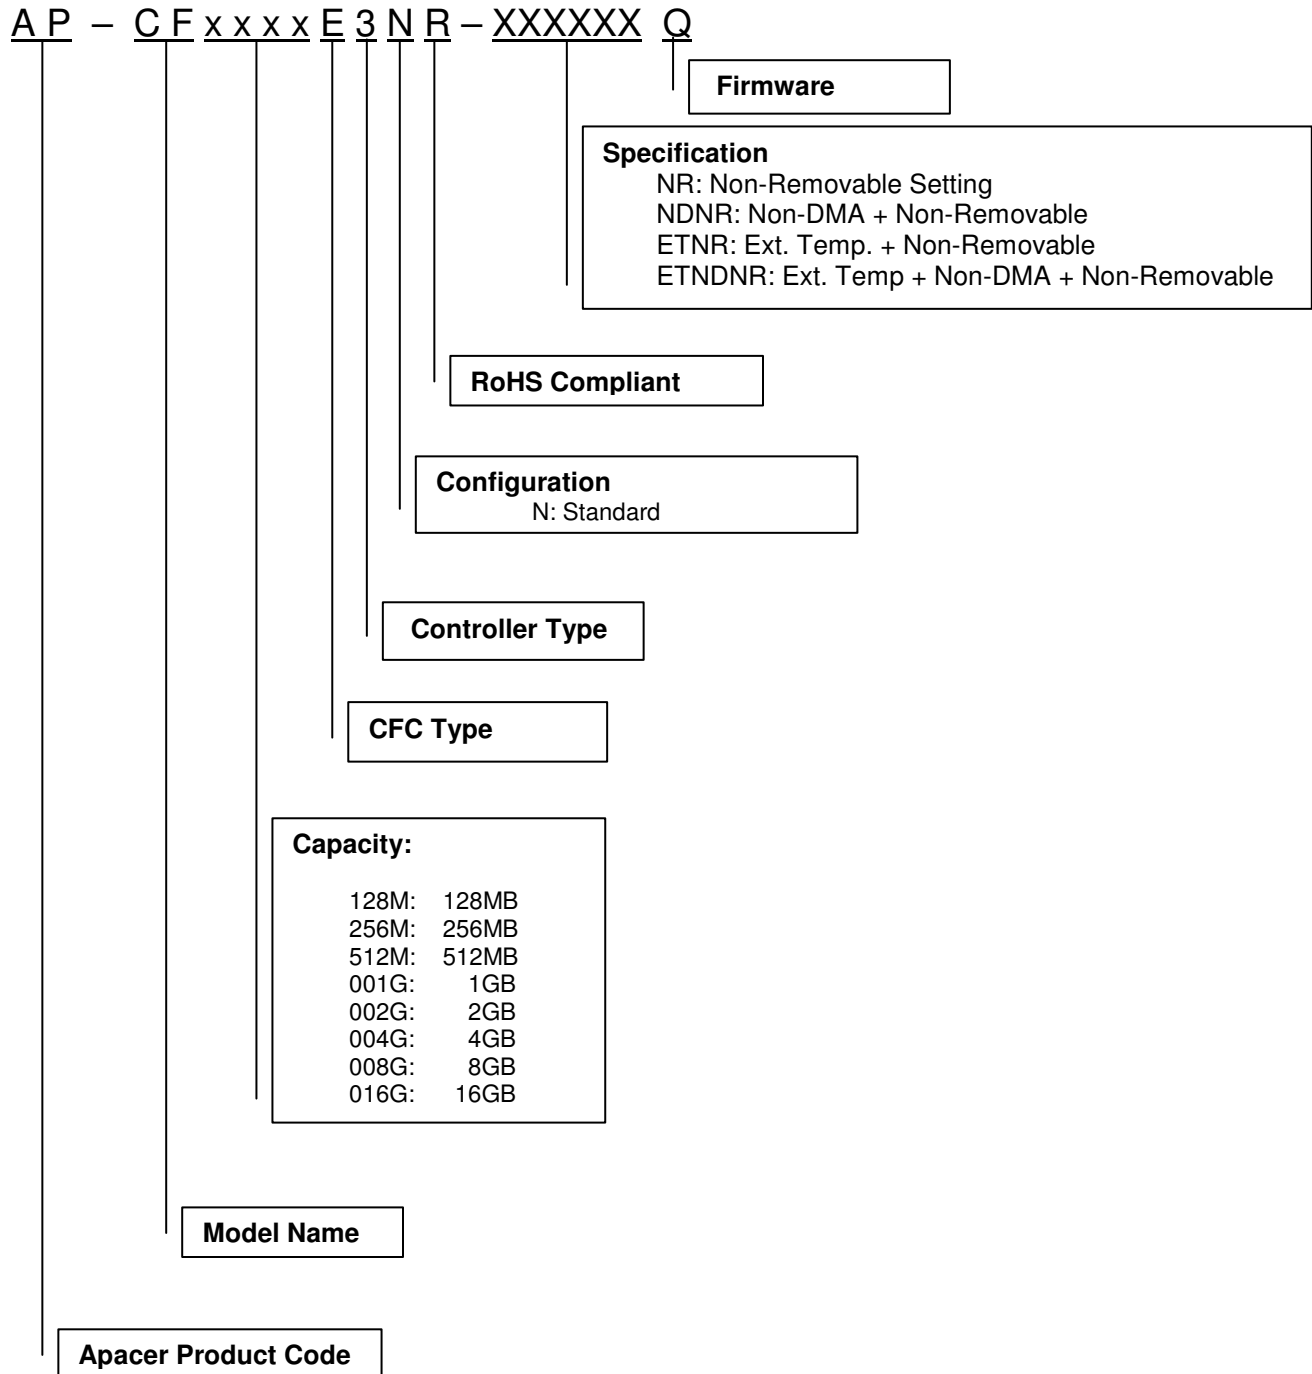 A P – C F x x x x E 3 N R – XXXXXX Q
Firmware
Specification
NR: Non-Removable Setting
NDNR: Non-DMA + Non-Removable
ETNR: Ext. Temp. + Non-Removable
ETNDNR: Ext. Temp + Non-DMA + Non-Removable
RoHS Compliant
Configuration
N: Standard
Controller Type
CFC Type
Capacity:
128M: 128MB
256M: 256MB
512M: 512MB
001G: 1GB
002G: 2GB
004G: 4GB
008G: 8GB
016G: 16GB
Model Name
Apacer Product Code